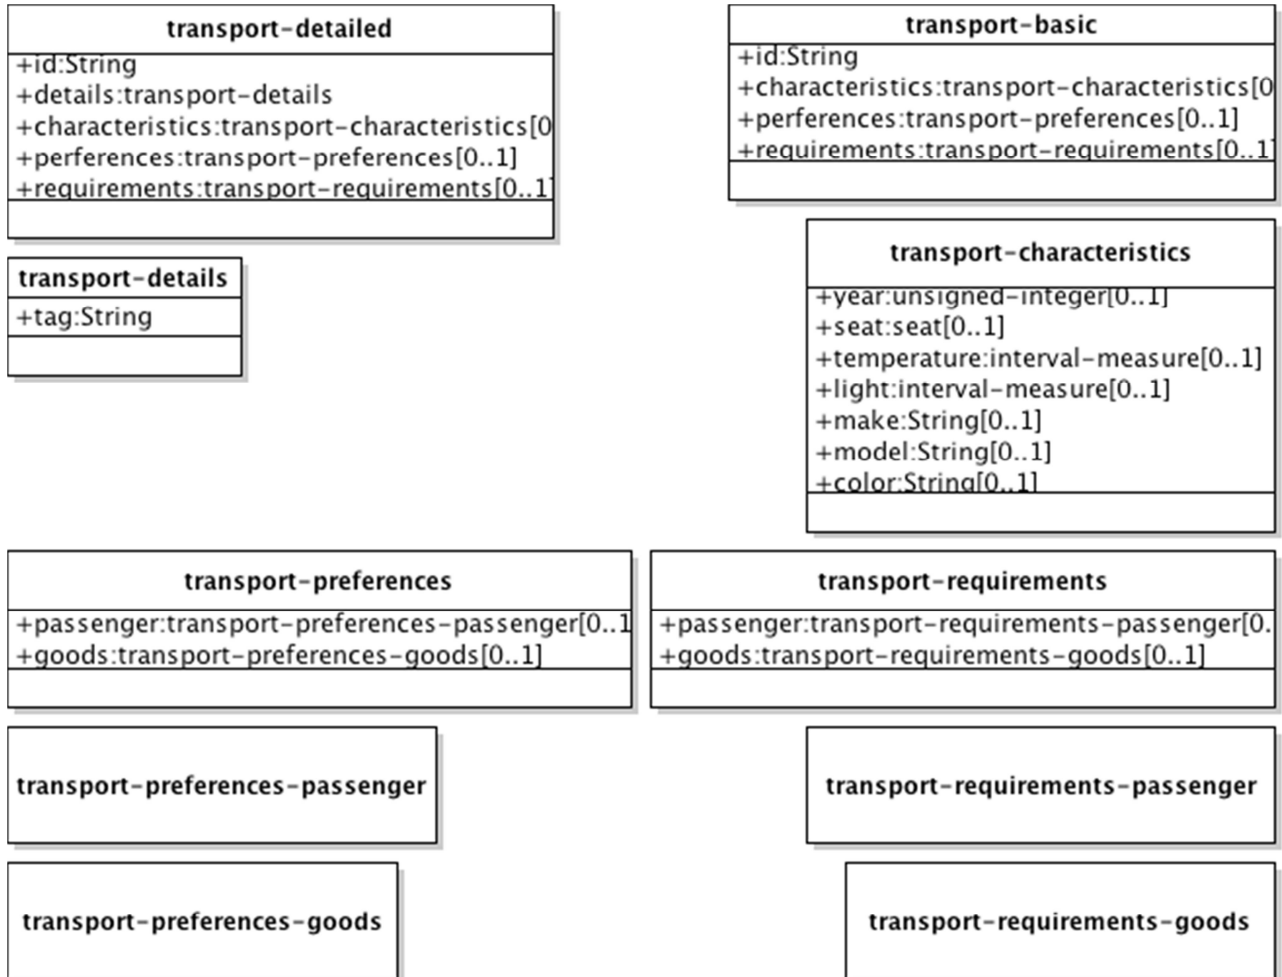 transport-detailed
+id:String
+details:transport-details
+characteristics:transport-characteristics[0
+perferences:transport-preferences[0..1]
+requirements:transport-requirements[0..1]
transport-basic
+id:String
+characteristics:transport-characteristics[0
+perferences:transport-preferences[0..1]
+requirements:transport-requirements[0..1]
transport-details
+tag:String
transport-characteristics
+year:unsigned-integer[0..1]
+seat:seat[0..1]
+temperature:interval-measure[0..1]
+light:interval-measure[0..1]
+make:String[0..1]
+model:String[0..1]
+color:String[0..1]
transport-preferences
+passenger:transport-preferences-passenger[0..1
+goods:transport-preferences-goods[0..1]
transport-requirements
+passenger:transport-requirements-passenger[0.
+goods:transport-requirements-goods[0..1]
transport-preferences-passenger
transport-requirements-passenger
transport-preferences-goods
transport-requirements-goods